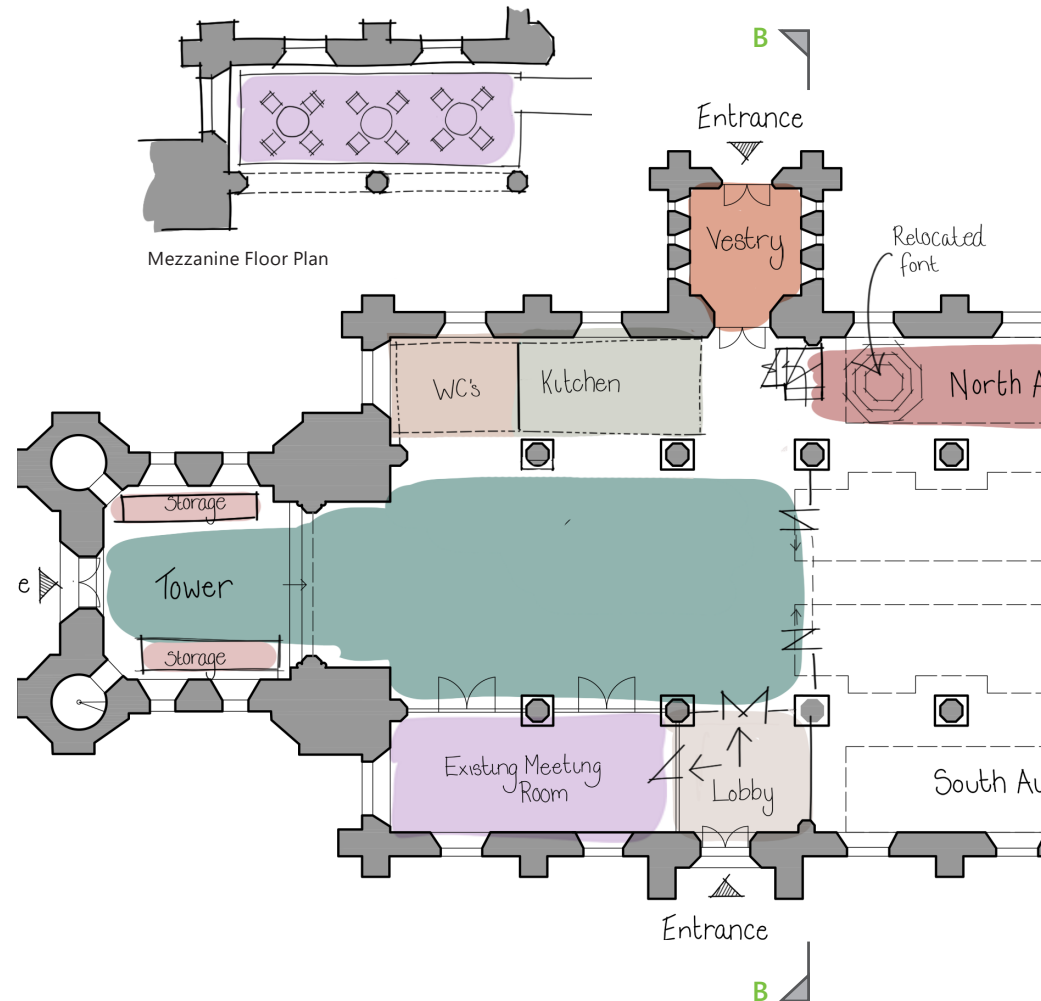 B
Entrance
Mezzanine Floor Plan
Vestry
Relocated
font
WC's
Kitchen
North A
Storage
e
Tower
Storage
Existing Meeting
Room
Lobby
South Au
Entrance
B